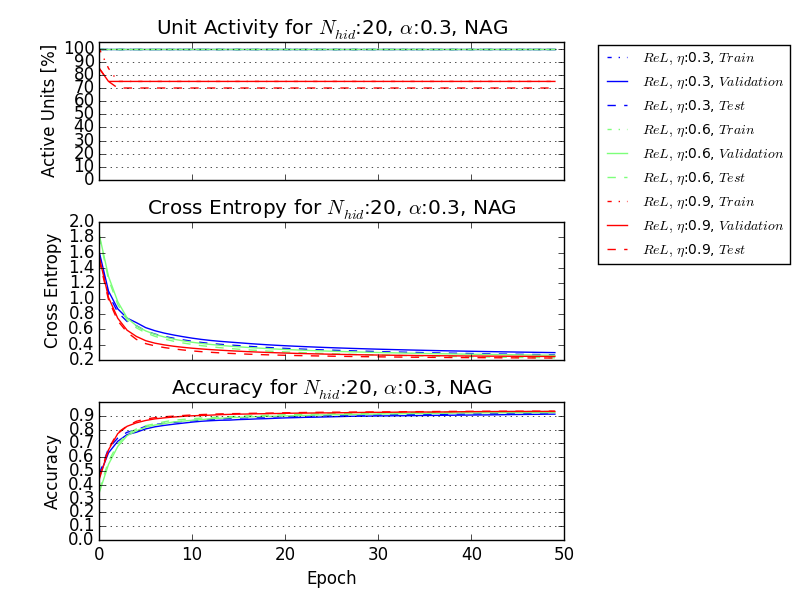 Unit Activity for N_hid:20, α:0.3, NAG
Active Units [%]
100
90
80
70
60
50
40
30
20
10
0
Cross Entropy for N_hid:20, α:0.3, NAG
Cross Entropy
2.0
1.8
1.6
1.4
1.2
1.0
0.8
0.6
0.4
0.2
Accuracy for N_hid:20, α:0.3, NAG
Accuracy
0.9
0.8
0.7
0.6
0.5
0.4
0.3
0.2
0.1
0.0
0 10 20 30 40 50
Epoch
ReL, η:0.3, Train
ReL, η:0.3, Validation
ReL, η:0.3, Test
ReL, η:0.6, Train
ReL, η:0.6, Validation
ReL, η:0.6, Test
ReL, η:0.9, Train
ReL, η:0.9, Validation
ReL, η:0.9, Test